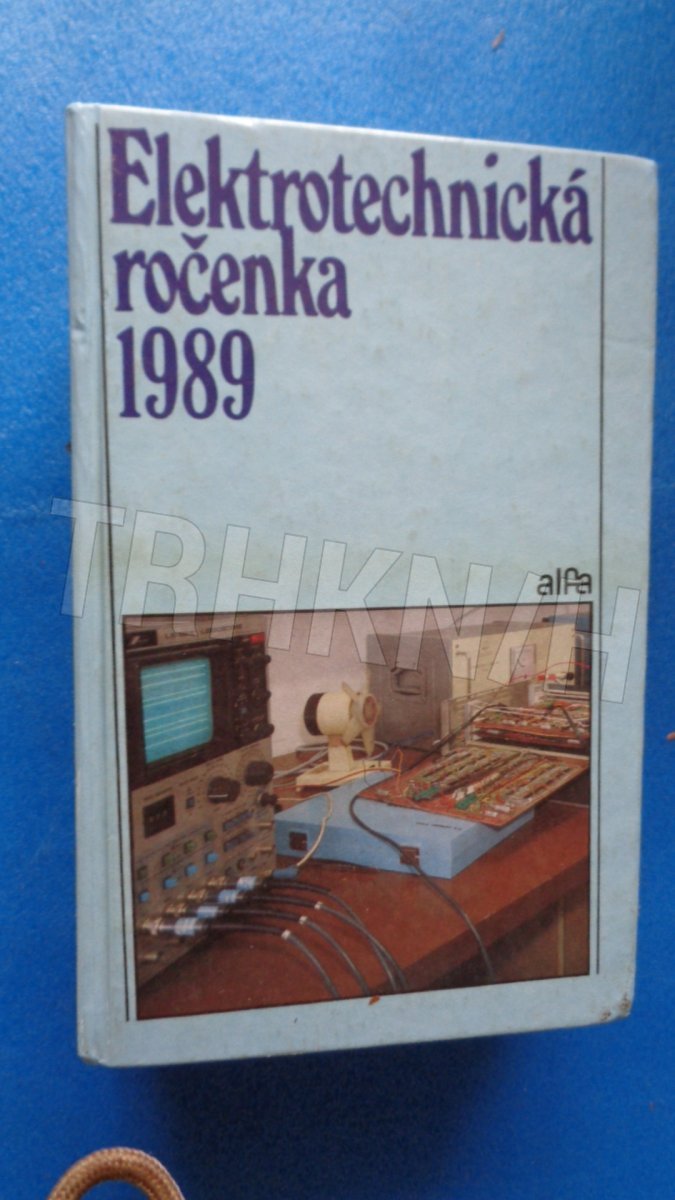 Elektrotechnická
ročenka
1989
alfa
TRHKNIH